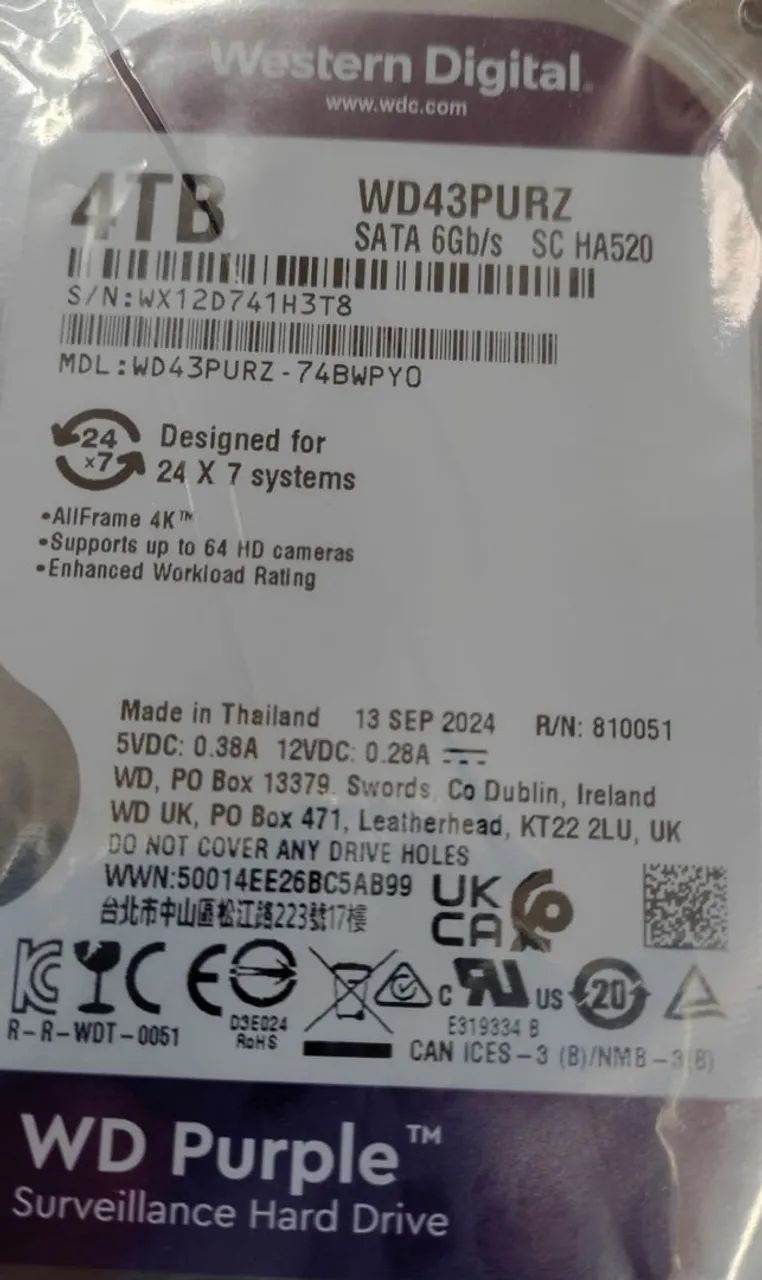 Western Digital.
www.wdc.com
4TB WD43PURZ
SATA 6Gb/s SC HA520
S/N:WX12D741H3T8
MDL:WD43PURZ-74BWPY0
24
x7
Designed for
24 X 7 systems
•AllFrame 4K™
•Supports up to 64 HD cameras
•Enhanced Workload Rating
Made in Thailand 13 SEP 2024 R/N: 810051
5VDC: 0.38A 12VDC: 0.28A
WD, PO Box 13379, Swords, Co Dublin, Ireland
WD UK, PO Box 471, Leatherhead, KT22 2LU, UK
DO NOT COVER ANY DRIVE HOLES
WWN:50014EE26BC5AB99
UK
CA
台北市中山區松江路223號17樓
CE
C US
20
R-R-WDT-0051
D3E024
RoHS
E319334 B
CAN ICES-3 (B)/NMB-3(B)
WD Purple™
Surveillance Hard Drive